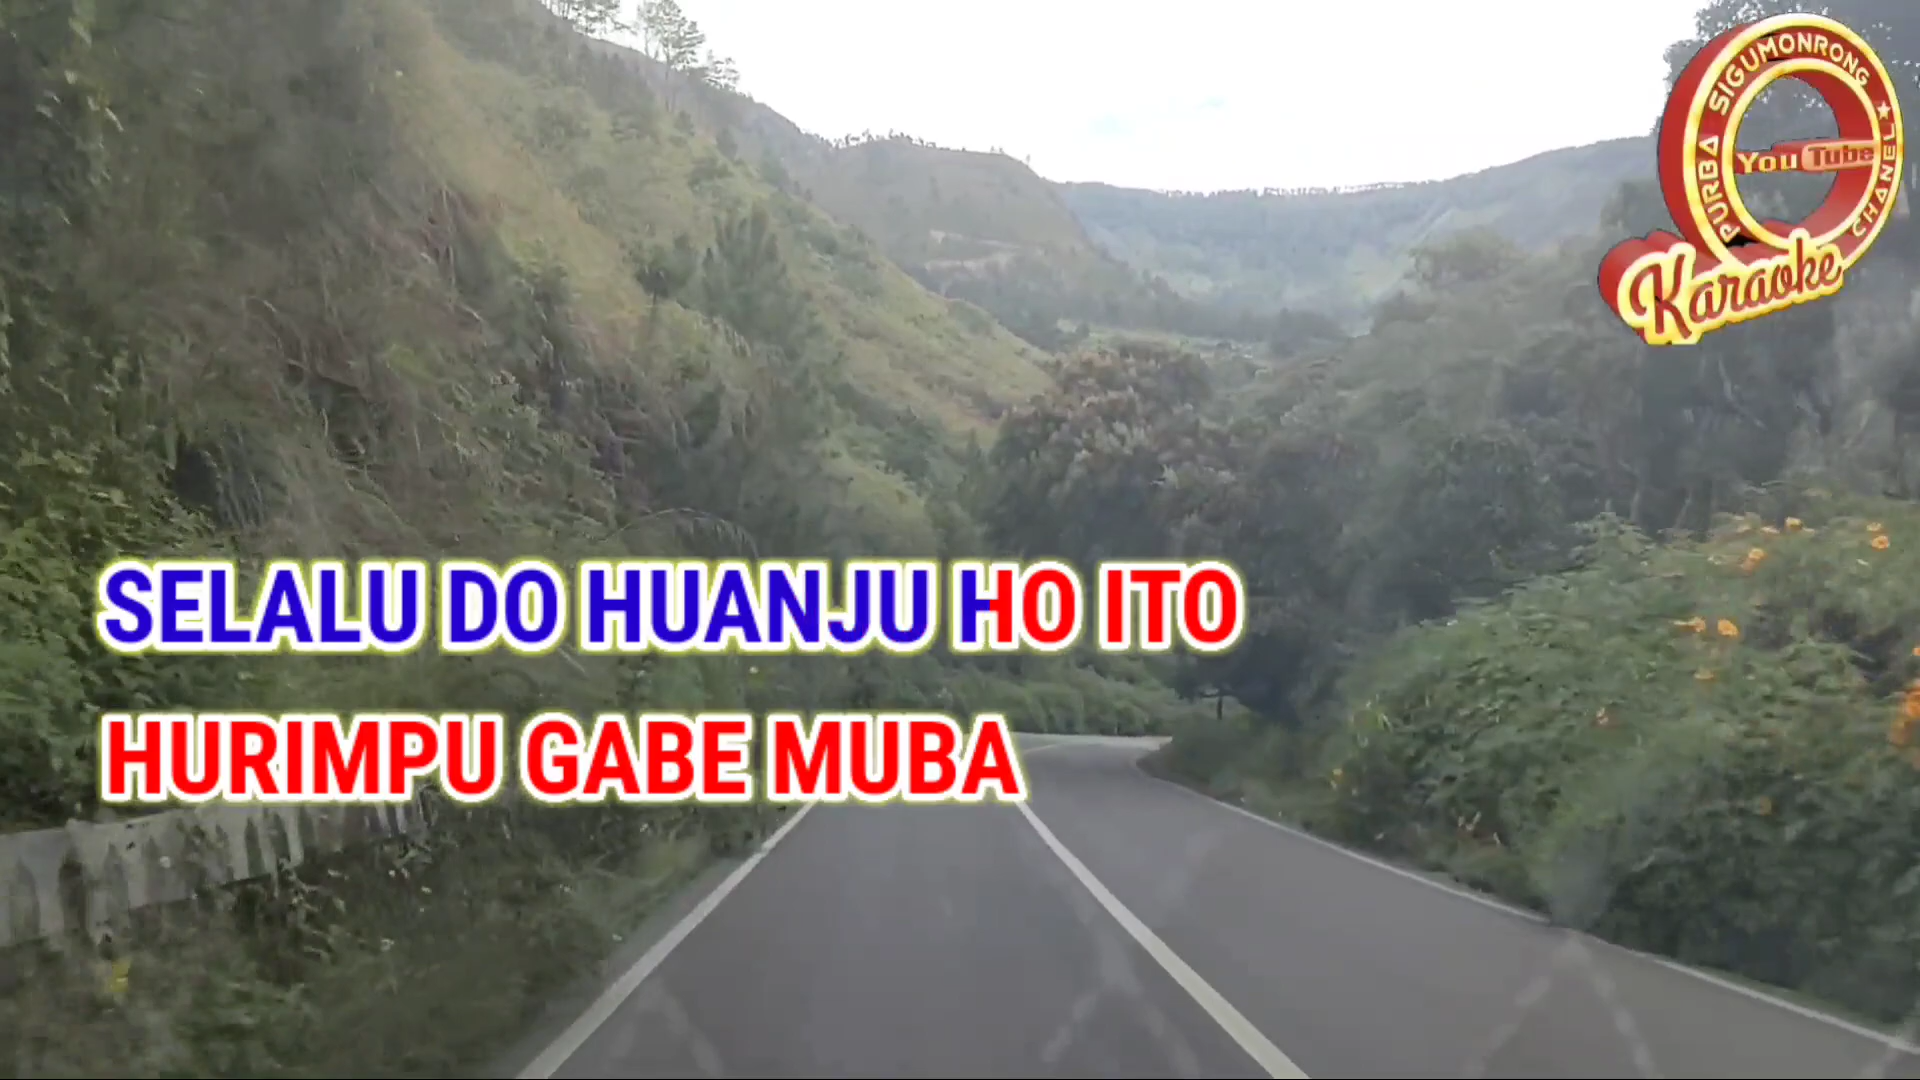 PURBA SIGUMONRONG ★ CHANEL
YouTube
Karaoke
SELALU DO HUANJU HO ITO
HURIMPU GABE MUBA